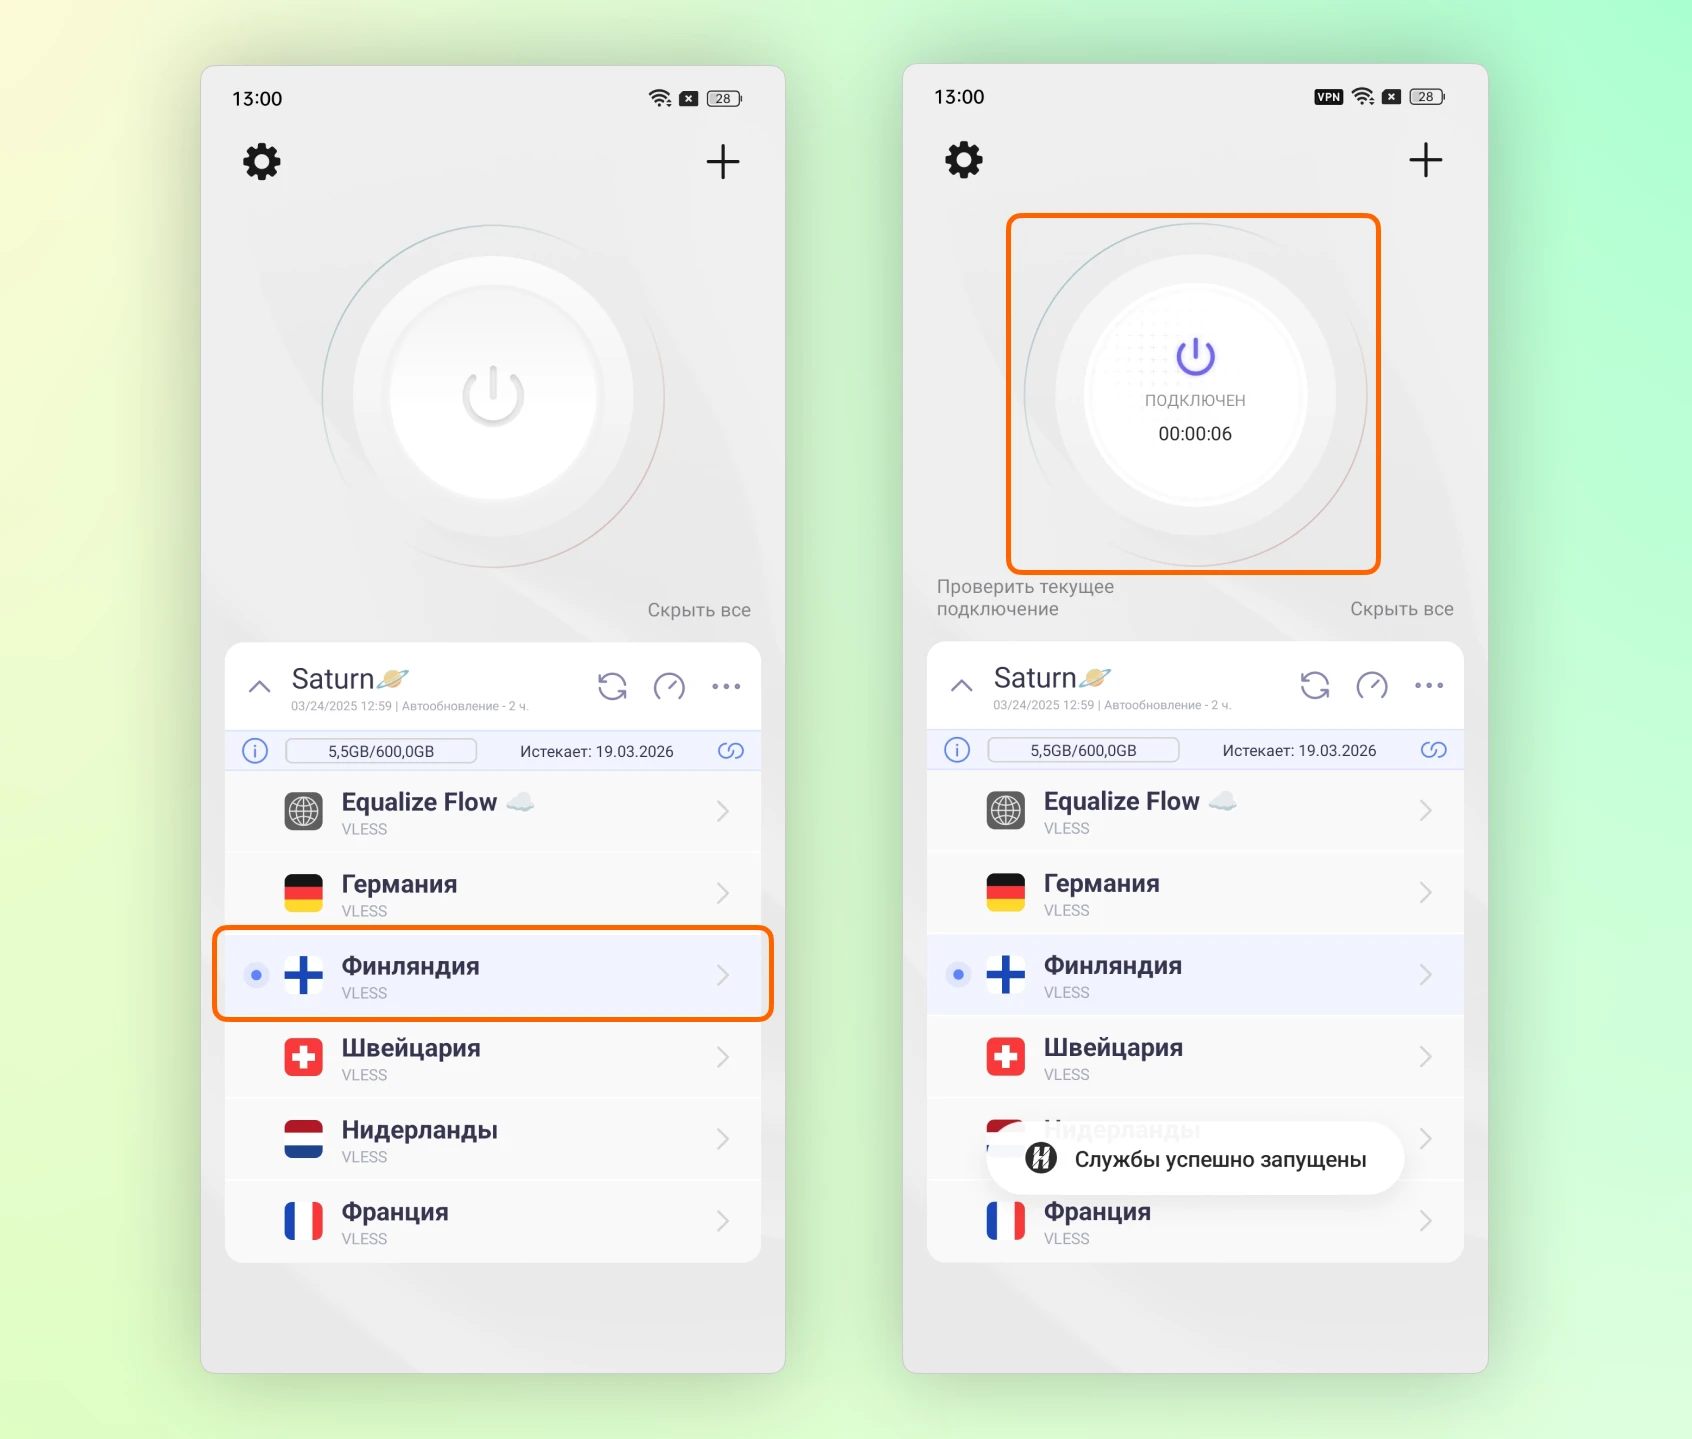 13:00
28
Скрыть все
Saturn🪐
03/24/2025 12:59 | Автообновление - 2 ч.
5,5GB/600,0GB
Истекает: 19.03.2026
Equalize Flow ☁️
VLESS
Германия
VLESS
Финляндия
VLESS
Швейцария
VLESS
Нидерланды
VLESS
Франция
VLESS
13:00
VPN
28
ПОДКЛЮЧЕН
00:00:06
Проверить текущее
подключение
Скрыть все
Saturn🪐
03/24/2025 12:59 | Автообновление - 2 ч.
5,5GB/600,0GB
Истекает: 19.03.2026
Equalize Flow ☁️
VLESS
Германия
VLESS
Финляндия
VLESS
Швейцария
VLESS
Нидерланды
Службы успешно запущены
Франция
VLESS